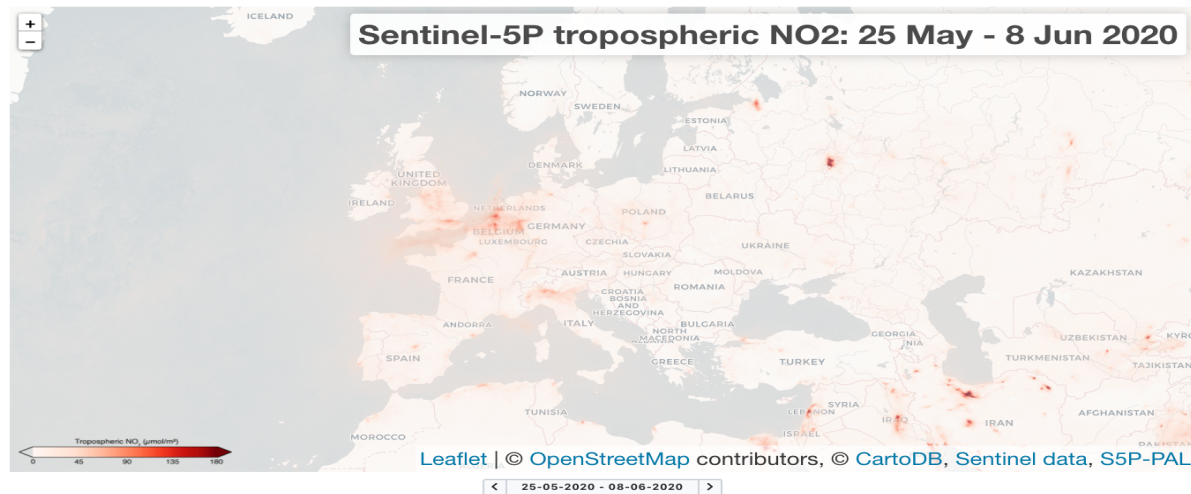 +
−
ICELAND
Sentinel-5P tropospheric NO2: 25 May - 8 Jun 2020
NORWAY
SWEDEN
ESTONIA
LATVIA
DENMARK
LITHUANIA
UNITED
KINGDOM
BELARUS
IRELAND
NETHERLANDS
POLAND
BELGIUM
GERMANY
LUXEMBOURG
CZECHIA
UKRAINE
SLOVAKIA
FRANCE
AUSTRIA
HUNGARY
MOLDOVA
KAZAKHSTAN
ROMANIA
CROATIA
BOSNIA
AND
HERZEGOVINA
ANDORRA
ITALY
BULGARIA
NORTH
MACEDONIA
GEORGIA
NIA
UZBEKISTAN
KYRG
SPAIN
GREECE
TURKEY
TURKMENISTAN
TAJIKISTAN
SYRIA
TUNISIA
LEBANON
IRAQ
IRAN
AFGHANISTAN
MOROCCO
ISRAEL
PAKISTAN
Tropospheric NO₂ (μmol/m²)
0 45 90 135 180
Leaflet | © OpenStreetMap contributors, © CartoDB, Sentinel data, S5P-PAL
< 25-05-2020 - 08-06-2020 >